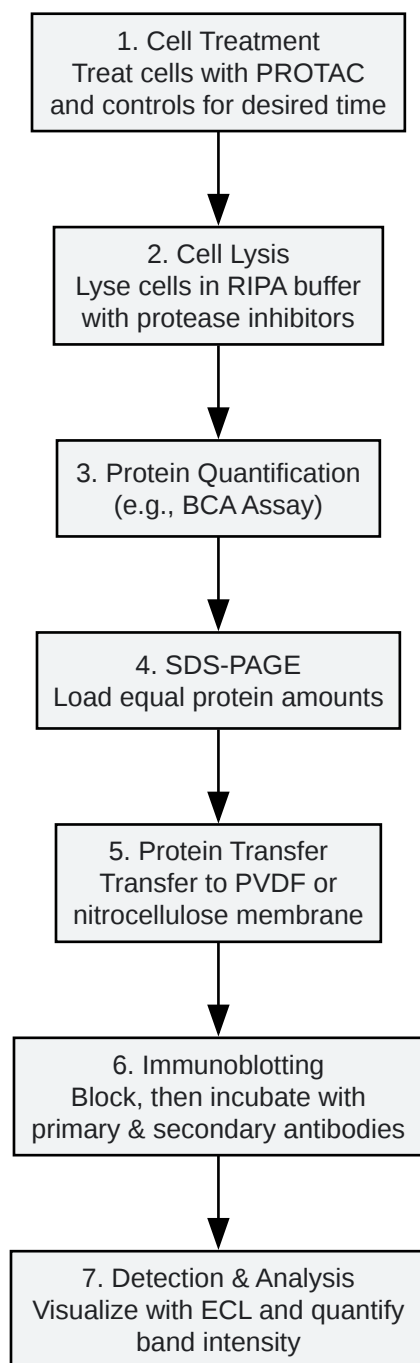 1. Cell Treatment
Treat cells with PROTAC
and controls for desired time
2. Cell Lysis
Lyse cells in RIPA buffer
with protease inhibitors
3. Protein Quantification
(e.g., BCA Assay)
4. SDS-PAGE
Load equal protein amounts
5. Protein Transfer
Transfer to PVDF or
nitrocellulose membrane
6. Immunoblotting
Block, then incubate with
primary & secondary antibodies
7. Detection & Analysis
Visualize with ECL and quantify
band intensity